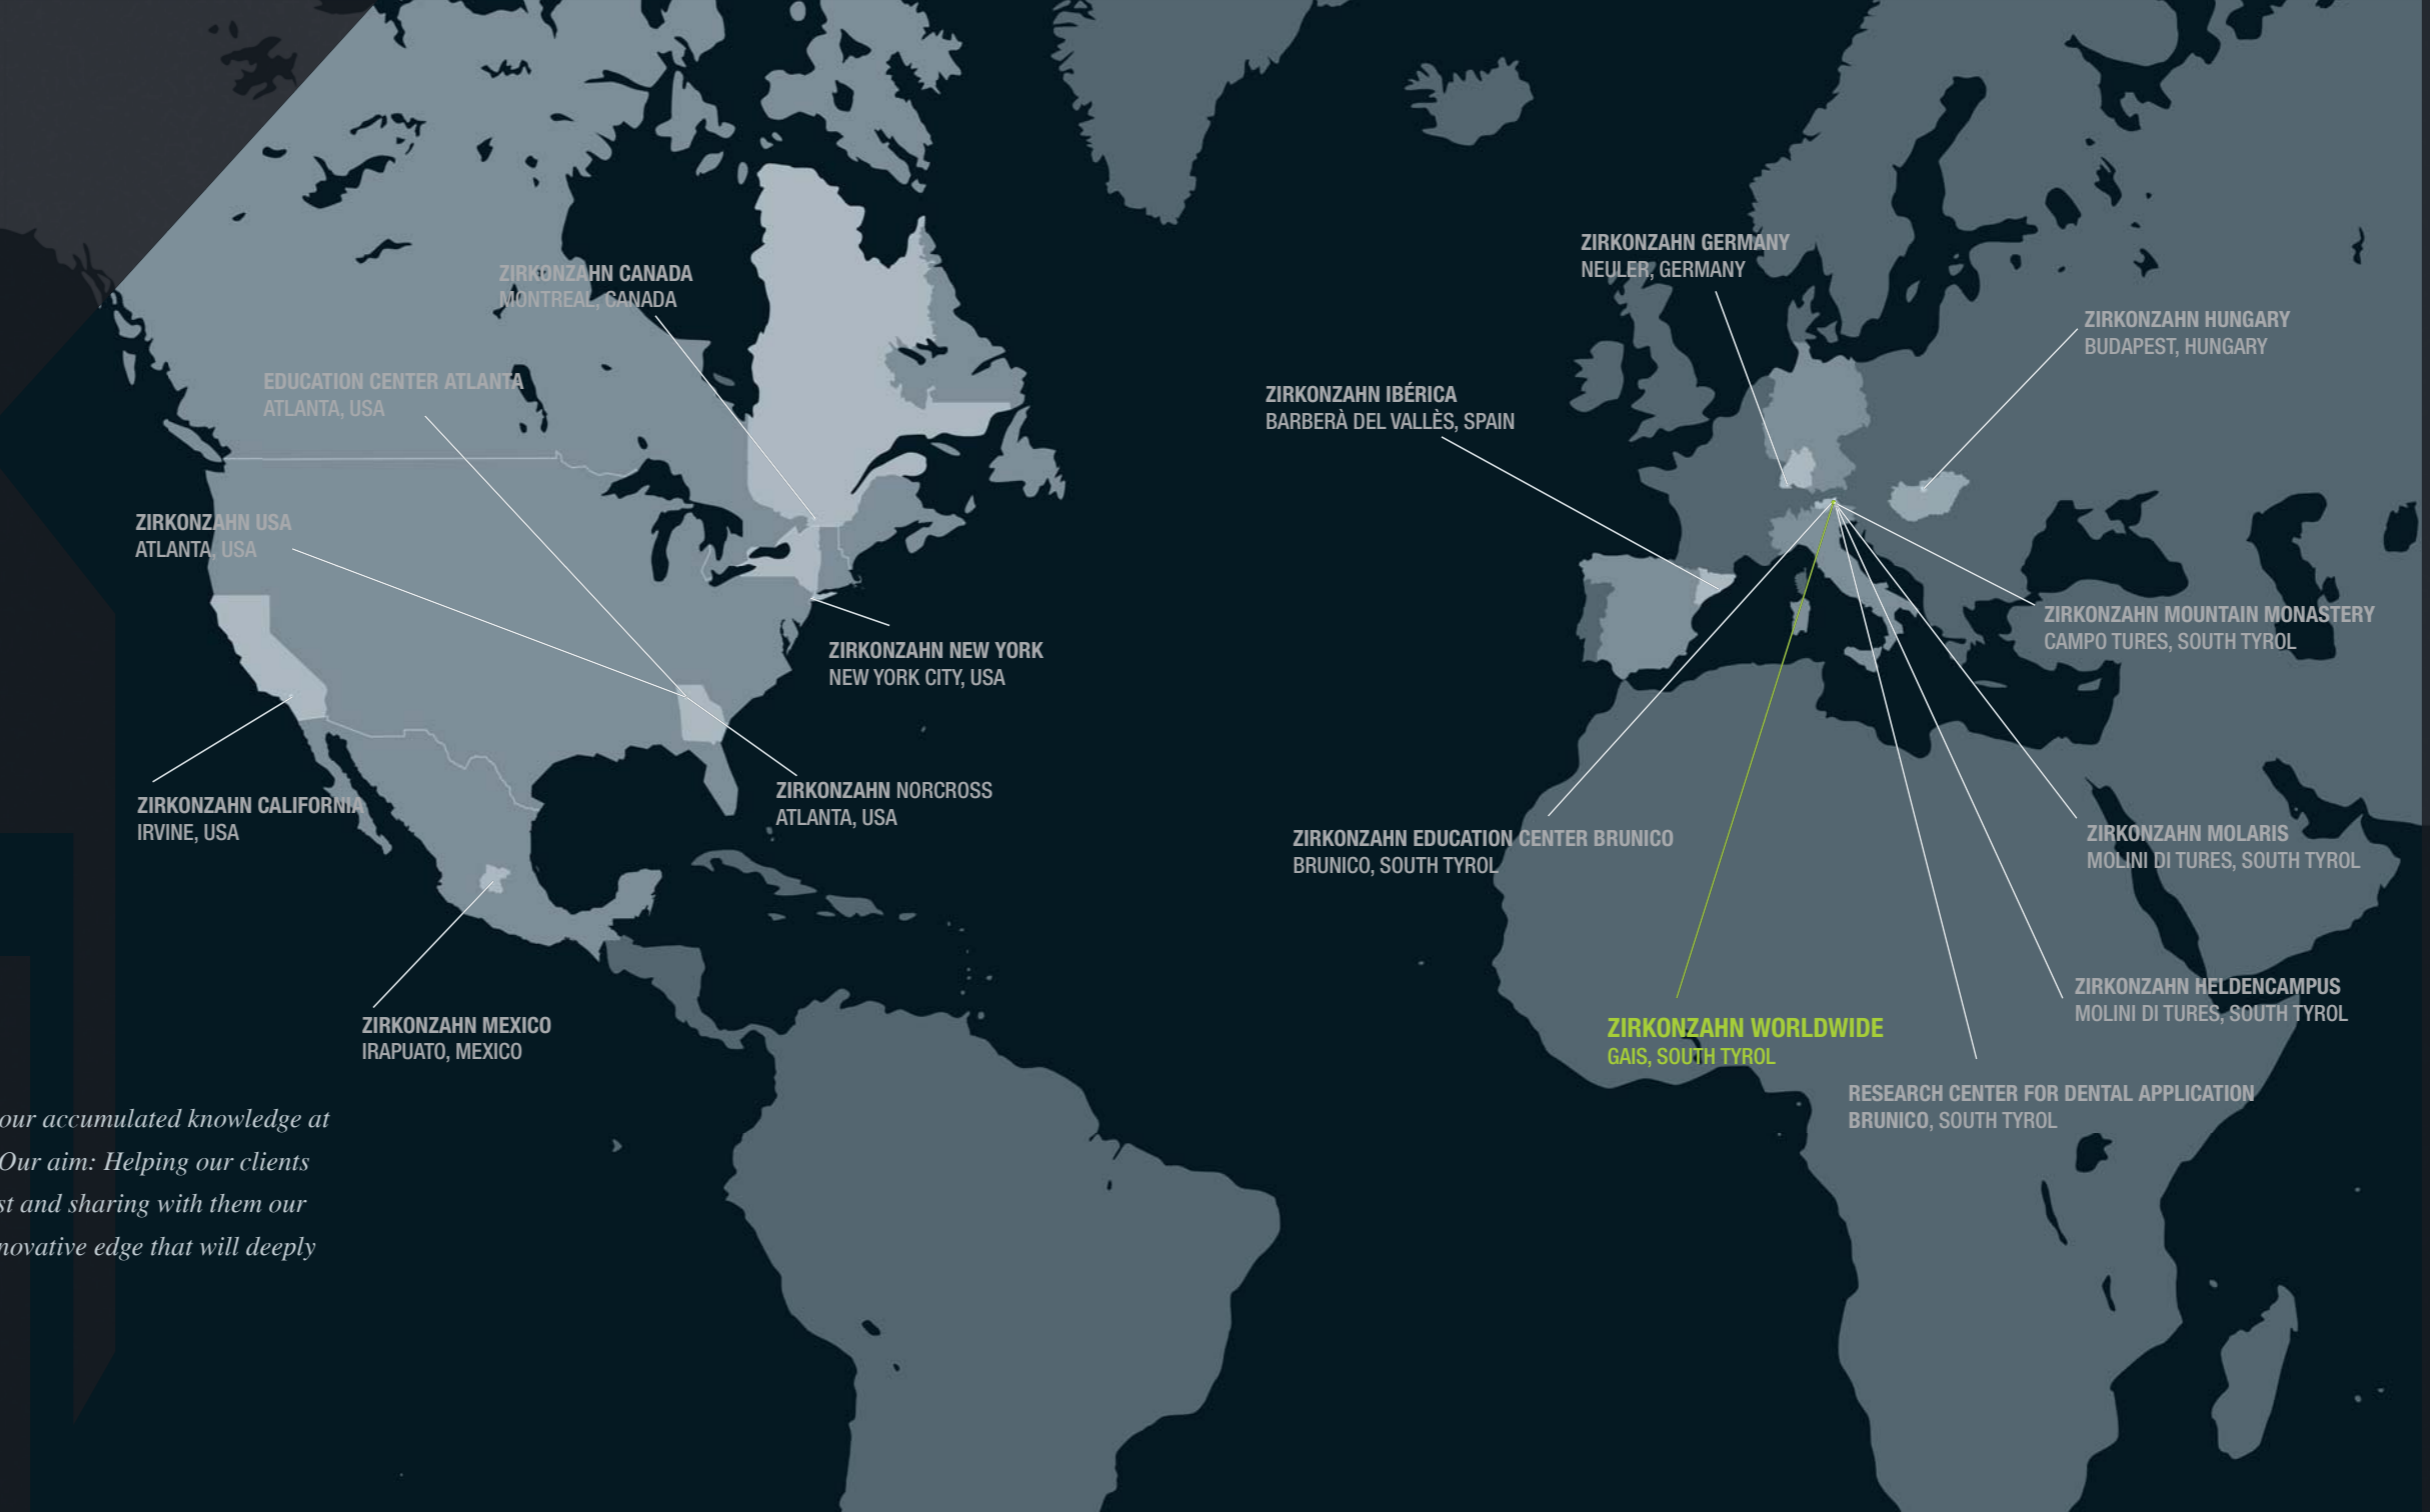 ZIRKONZAHN CANADA
MONTREAL, CANADA
EDUCATION CENTER ATLANTA
ATLANTA, USA
ZIRKONZAHN USA
ATLANTA, USA
ZIRKONZAHN NEW YORK
NEW YORK CITY, USA
ZIRKONZAHN CALIFORNIA
IRVINE, USA
ZIRKONZAHN NORCROSS
ATLANTA, USA
ZIRKONZAHN MEXICO
IRAPUATO, MEXICO
our accumulated knowledge at
Our aim: Helping our clients
and sharing with them our
edge that will deeply
ZIRKONZAHN GERMANY
NEULER, GERMANY
ZIRKONZAHN HUNGARY
BUDAPEST, HUNGARY
ZIRKONZAHN IBÉRICA
BARBERÀ DEL VALLÈS, SPAIN
ZIRKONZAHN MOUNTAIN MONASTERY
CAMPO TURES, SOUTH TYROL
ZIRKONZAHN EDUCATION CENTER BRUNICO
BRUNICO, SOUTH TYROL
ZIRKONZAHN MOLARIS
MOLINI DI TURES, SOUTH TYROL
ZIRKONZAHN HELDENCAMPUS
MOLINI DI TURES, SOUTH TYROL
ZIRKONZAHN WORLDWIDE
GAIS, SOUTH TYROL
RESEARCH CENTER FOR DENTAL APPLICATION
BRUNICO, SOUTH TYROL